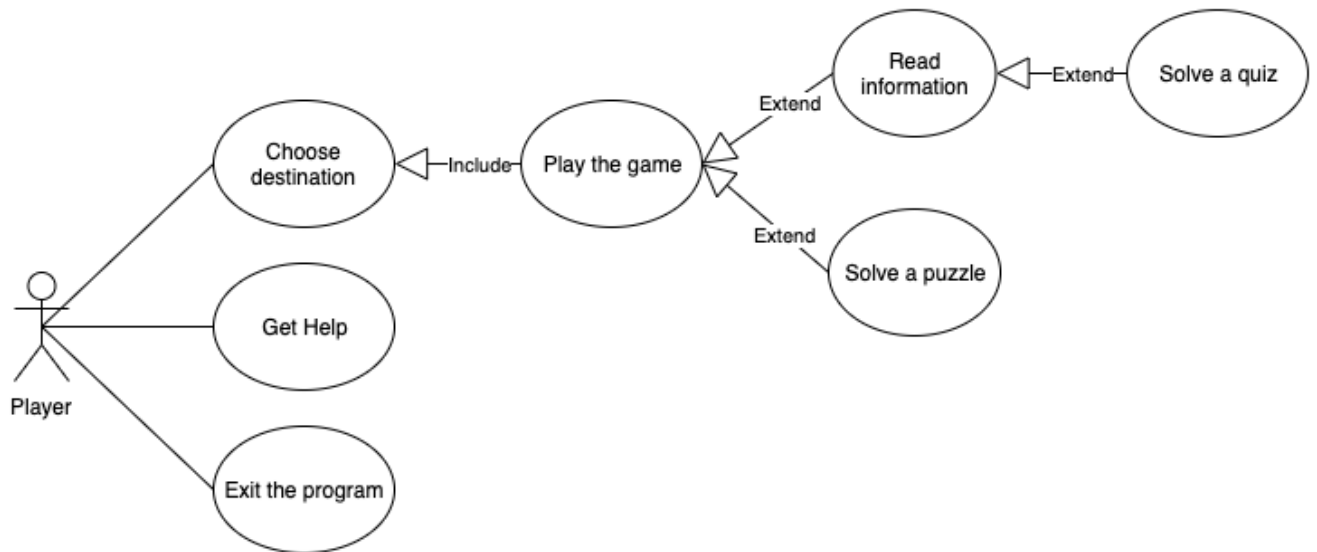 Read
information
Extend
Solve a quiz
Extend
Choose
destination
Include
Play the game
Extend
Solve a puzzle
Get Help
Player
Exit the program